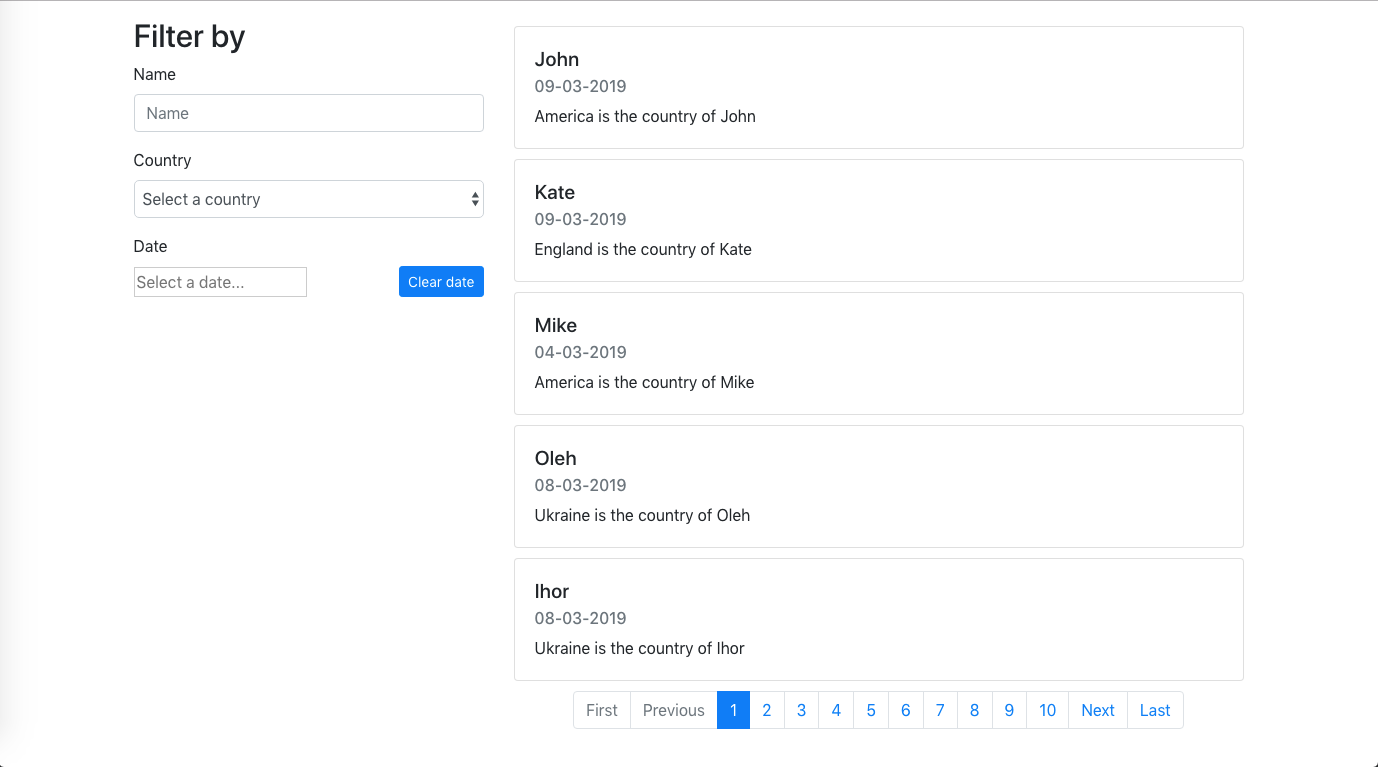 Filter by
Name
Name
Country
Select a country
Date
Select a date...
Clear date
John
09-03-2019
America is the country of John
Kate
09-03-2019
England is the country of Kate
Mike
04-03-2019
America is the country of Mike
Oleh
08-03-2019
Ukraine is the country of Oleh
Ihor
08-03-2019
Ukraine is the country of Ihor
First Previous 1 2 3 4 5 6 7 8 9 10 Next Last